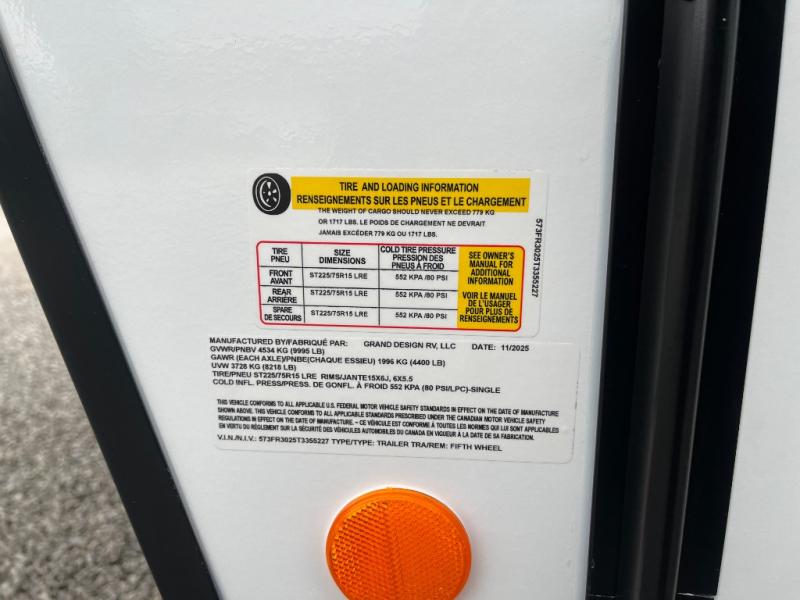 TIRE AND LOADING INFORMATION
RENSEIGNEMENTS SUR LES PNEUS ET LE CHARGEMENT
THE WEIGHT OF CARGO SHOULD NEVER EXCEED 779 KG
OR 1717 LBS. LE POIDS DE CHARGEMENT NE DEVRAIT
JAMAIS EXCÉDER 779 KG OU 1717 LBS.
TIRE
PNEU
SIZE
DIMENSIONS
COLD TIRE PRESSURE
PRESSION DES
PNEUS À FROID
FRONT
AVANT
ST225/75R15 LRE
552 KPA /80 PSI
REAR
ARRIÈRE
ST225/75R15 LRE
552 KPA /80 PSI
SPARE
DE SECOURS
ST225/75R15 LRE
552 KPA /80 PSI
SEE OWNER'S
MANUAL FOR
ADDITIONAL
INFORMATION
VOIR LE MANUEL
DE L'USAGER
POUR PLUS DE
RENSEIGNEMENTS
573FR3025T3355227
MANUFACTURED BY/FABRIQUÉ PAR: GRAND DESIGN RV, LLC DATE: 11/2025
GVWR/PNBV 4534 KG (9995 LB)
GAWR (EACH AXLE)/PNBE(CHAQUE ESSIEU) 1996 KG (4400 LB)
UVW 3728 KG (8218 LB)
TIRE/PNEU ST225/75R15 LRE RIMS/JANTE15X6J, 6X5.5
COLD INFL. PRESS/PRESS. DE GONFL. À FROID 552 KPA (80 PSI/LPC)-SINGLE
THIS VEHICLE CONFORMS TO ALL APPLICABLE U.S. FEDERAL MOTOR VEHICLE SAFETY STANDARDS IN EFFECT ON THE DATE OF MANUFACTURE
SHOWN ABOVE. THIS VEHICLE CONFORMS TO ALL APPLICABLE STANDARDS PRESCRIBED UNDER THE CANADIAN MOTOR VEHICLE SAFETY
REGULATIONS IN EFFECT ON THE DATE OF MANUFACTURE. – CE VÉHICULE EST CONFORME À TOUTES LES NORMES QUI LUI SONT APPLICABLES
EN VERTU DU RÈGLEMENT SUR LA SÉCURITÉ DES VÉHICULES AUTOMOBILES DU CANADA EN VIGUEUR À LA DATE DE SA FABRICATION.
V.I.N./N.I.V.: 573FR3025T3355227 TYPE/TYPE: TRAILER TRA/REM: FIFTH WHEEL